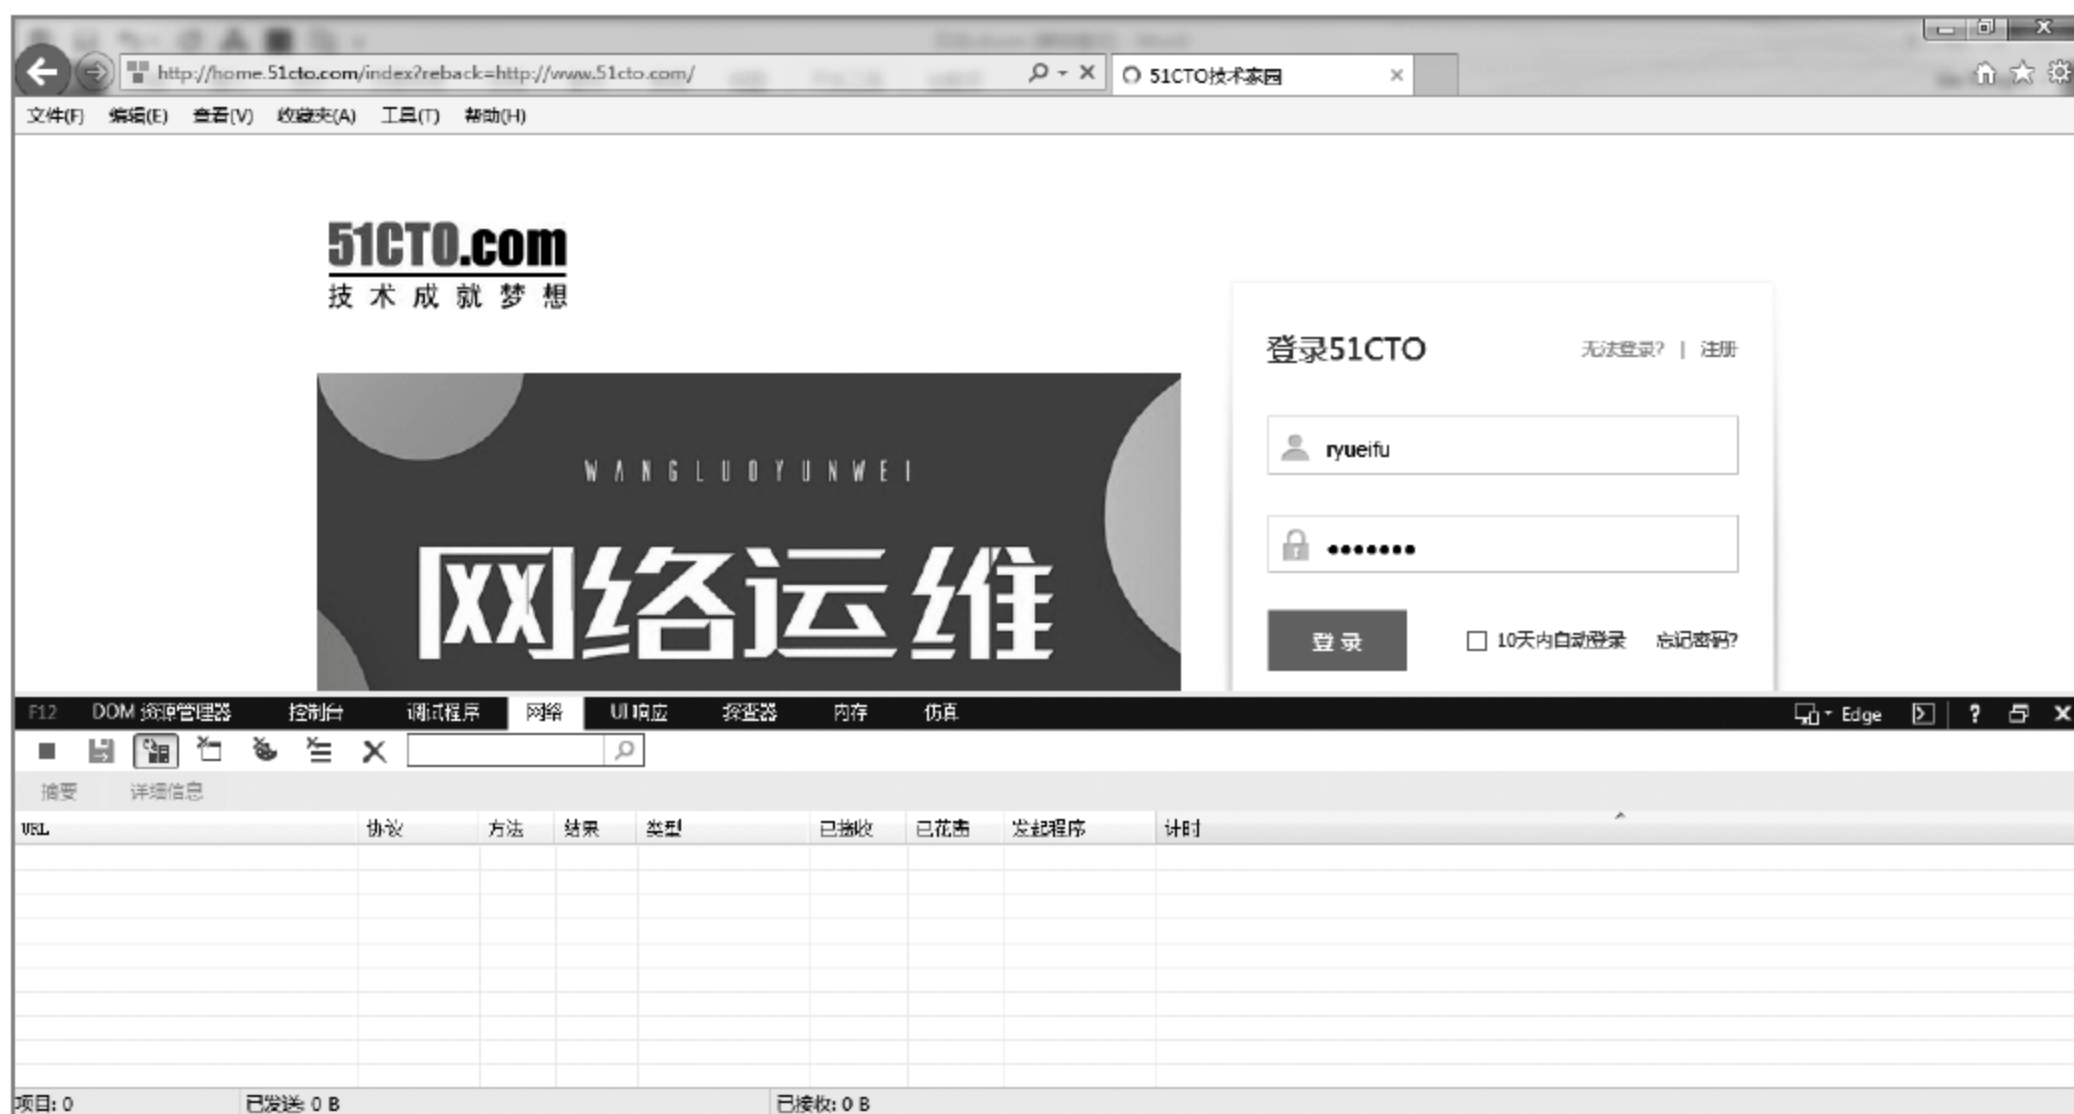 http://home.51cto.com/index?reback=http://www.51cto.com/
51CTO技术家园
文件(F) 编辑(E) 查看(V) 收藏夹(A) 工具(T) 帮助(H)
51CTO.com
技术成就梦想
登录51CTO 无法登录? | 注册
WANGLUOYUNWEI
ryueifu
网络运维
登录 10天内自动登录 忘记密码?
F12 DOM 资源管理器 控制台 调试程序 网络 UI 响应 探查器 内存 仿真 Edge
摘要 详细信息
URL 协议 方法 结果 类型 已接收 已花费 发起程序 计时
项目: 0 已发送: 0 B 已接收: 0 B